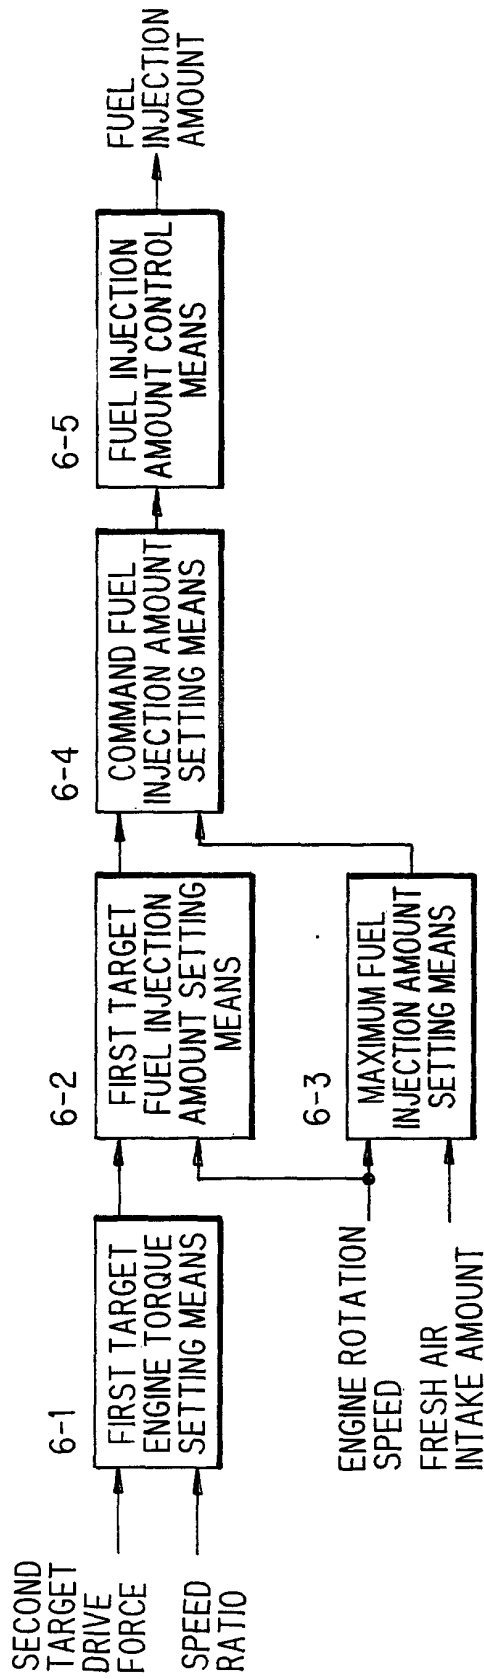 SECOND
TARGET
DRIVE
FORCE
SPEED
RATIO
6-1
FIRST TARGET
ENGINE TORQUE
SETTING MEANS
6-2
FIRST TARGET
FUEL INJECTION
AMOUNT SETTING
MEANS
ENGINE ROTATION
SPEED
FRESH AIR
INTAKE AMOUNT
6-3
MAXIMUM FUEL
INJECTION AMOUNT
SETTING MEANS
6-4
COMMAND FUEL
INJECTION AMOUNT
SETTING MEANS
6-5
FUEL INJECTION
AMOUNT CONTROL
MEANS
FUEL
INJECTION
AMOUNT